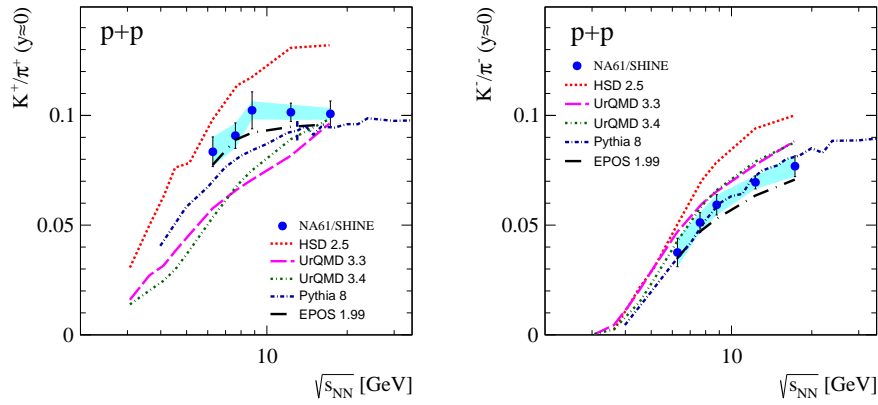 p+p
K⁺/π⁺ (y≈0)
0.1
0.05
0
NA61/SHINE
HSD 2.5
UrQMD 3.3
UrQMD 3.4
Pythia 8
EPOS 1.99
10
√sNN [GeV]
p+p
K⁻/π⁻ (y≈0)
NA61/SHINE
HSD 2.5
UrQMD 3.3
UrQMD 3.4
Pythia 8
EPOS 1.99
0.1
0.05
0
10
√sNN [GeV]